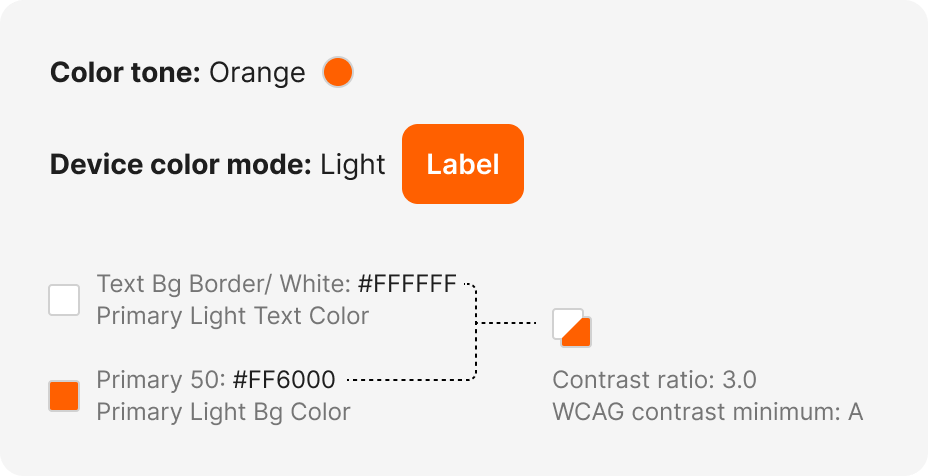 Color tone: Orange
Device color mode: Light
Label
Text Bg Border/ White: #FFFFFF
Primary Light Text Color
Primary 50: #FF6000
Primary Light Bg Color
Contrast ratio: 3.0
WCAG contrast minimum: A